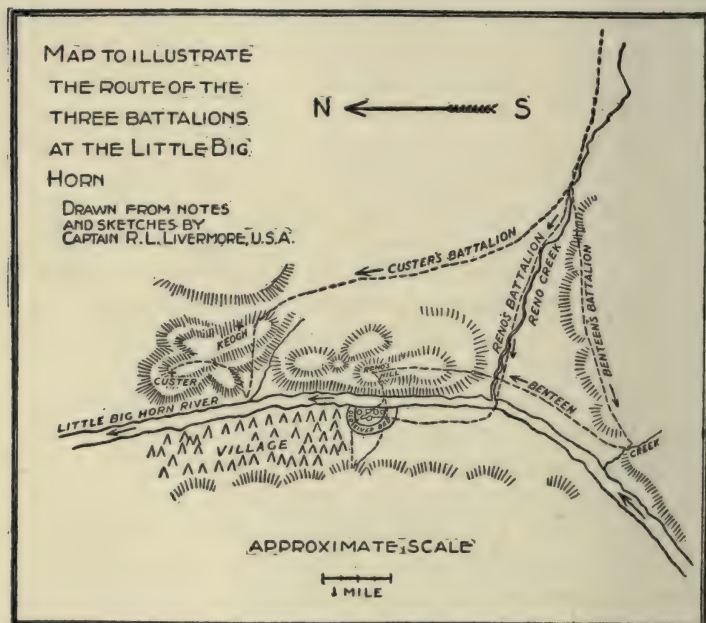 MAP TO ILLUSTRATE
THE ROUTE OF THE
THREE BATTALIONS
AT THE LITTLE BIG
HORN
DRAWN FROM NOTES
AND SKETCHES BY
CAPTAIN R.L. LIVERMORE, U.S.A.
N S
CUSTER'S BATTALION
RENO'S BATTALION
RENO CREEK
BENTEEN'S BATTALION
KEOGH
CUSTER
RENO'S
HILL
LITTLE BIG HORN RIVER
BENTEEN
RIVER BED
VILLAGE
CREEK
APPROXIMATE SCALE
1 MILE